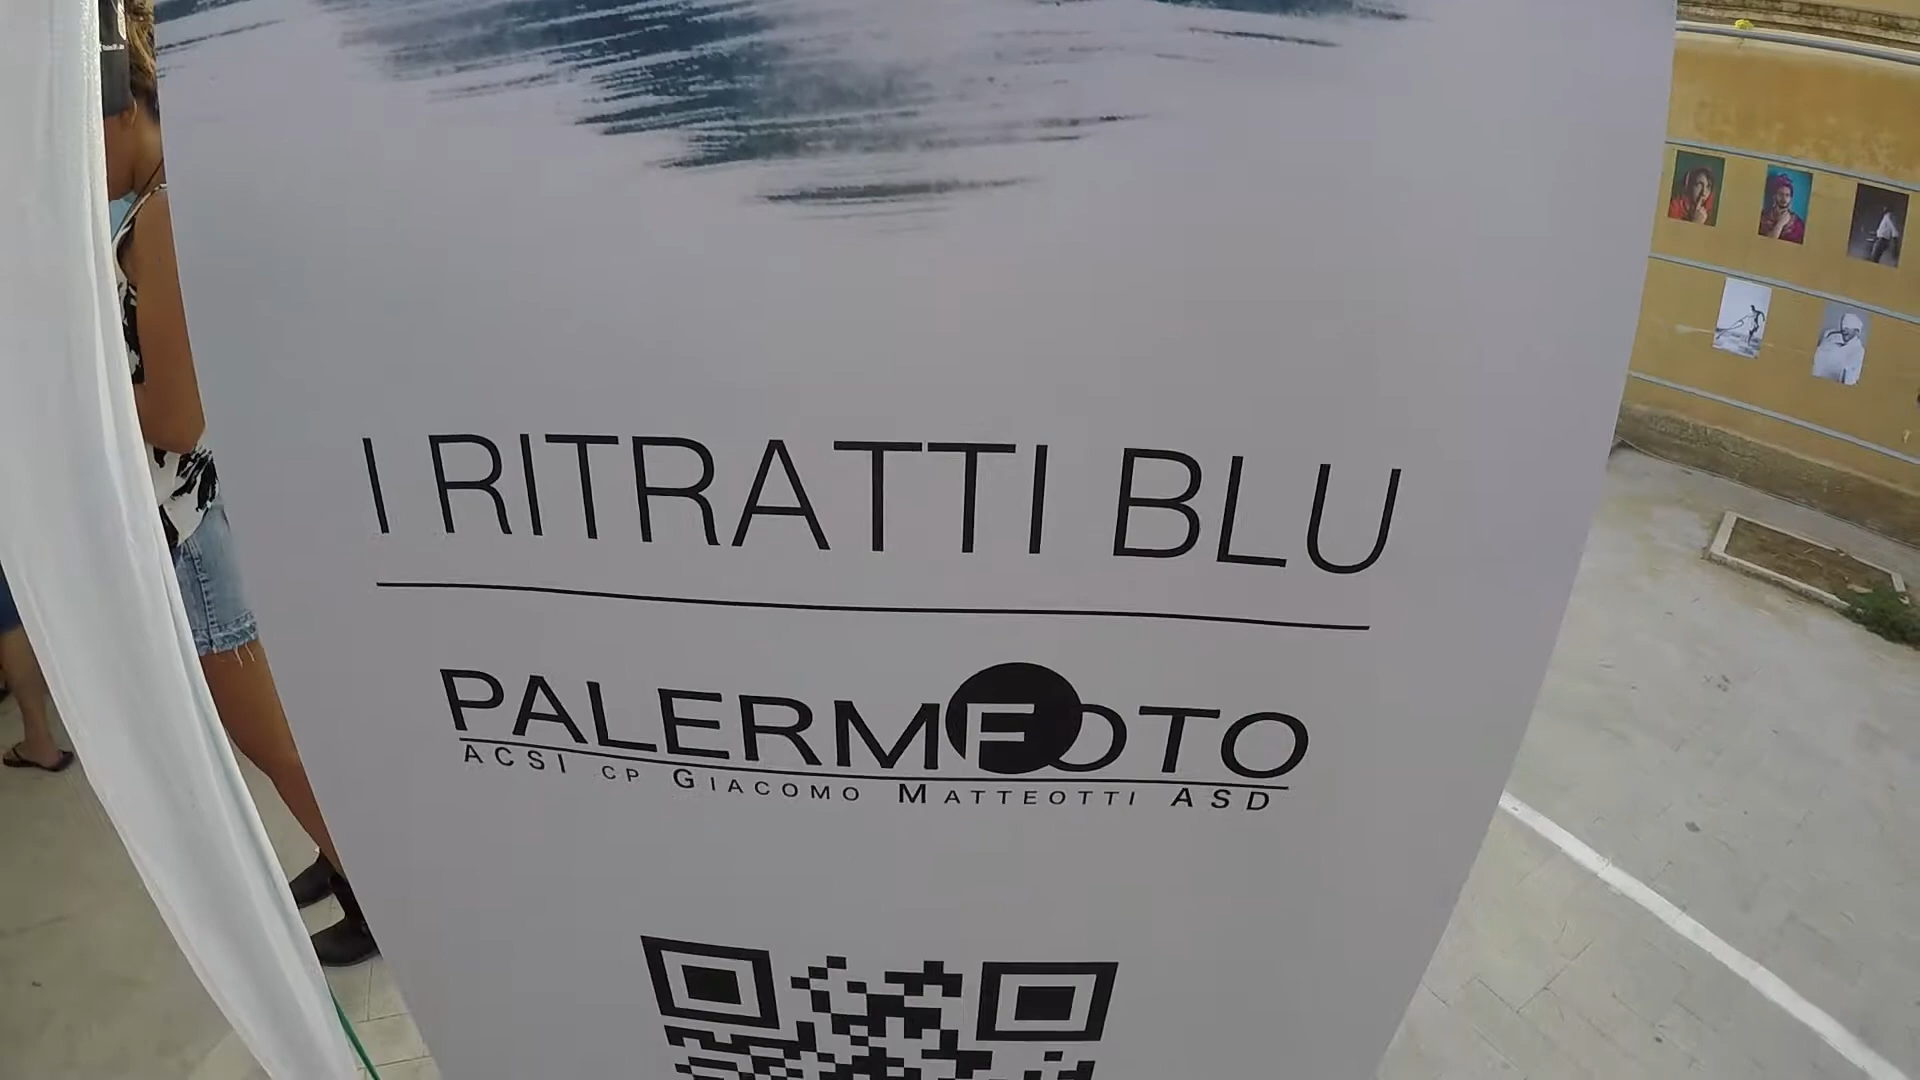 I RITRATTI BLU
PALERMFOTO
ACSI CP GIACOMO MATTEOTTI ASD